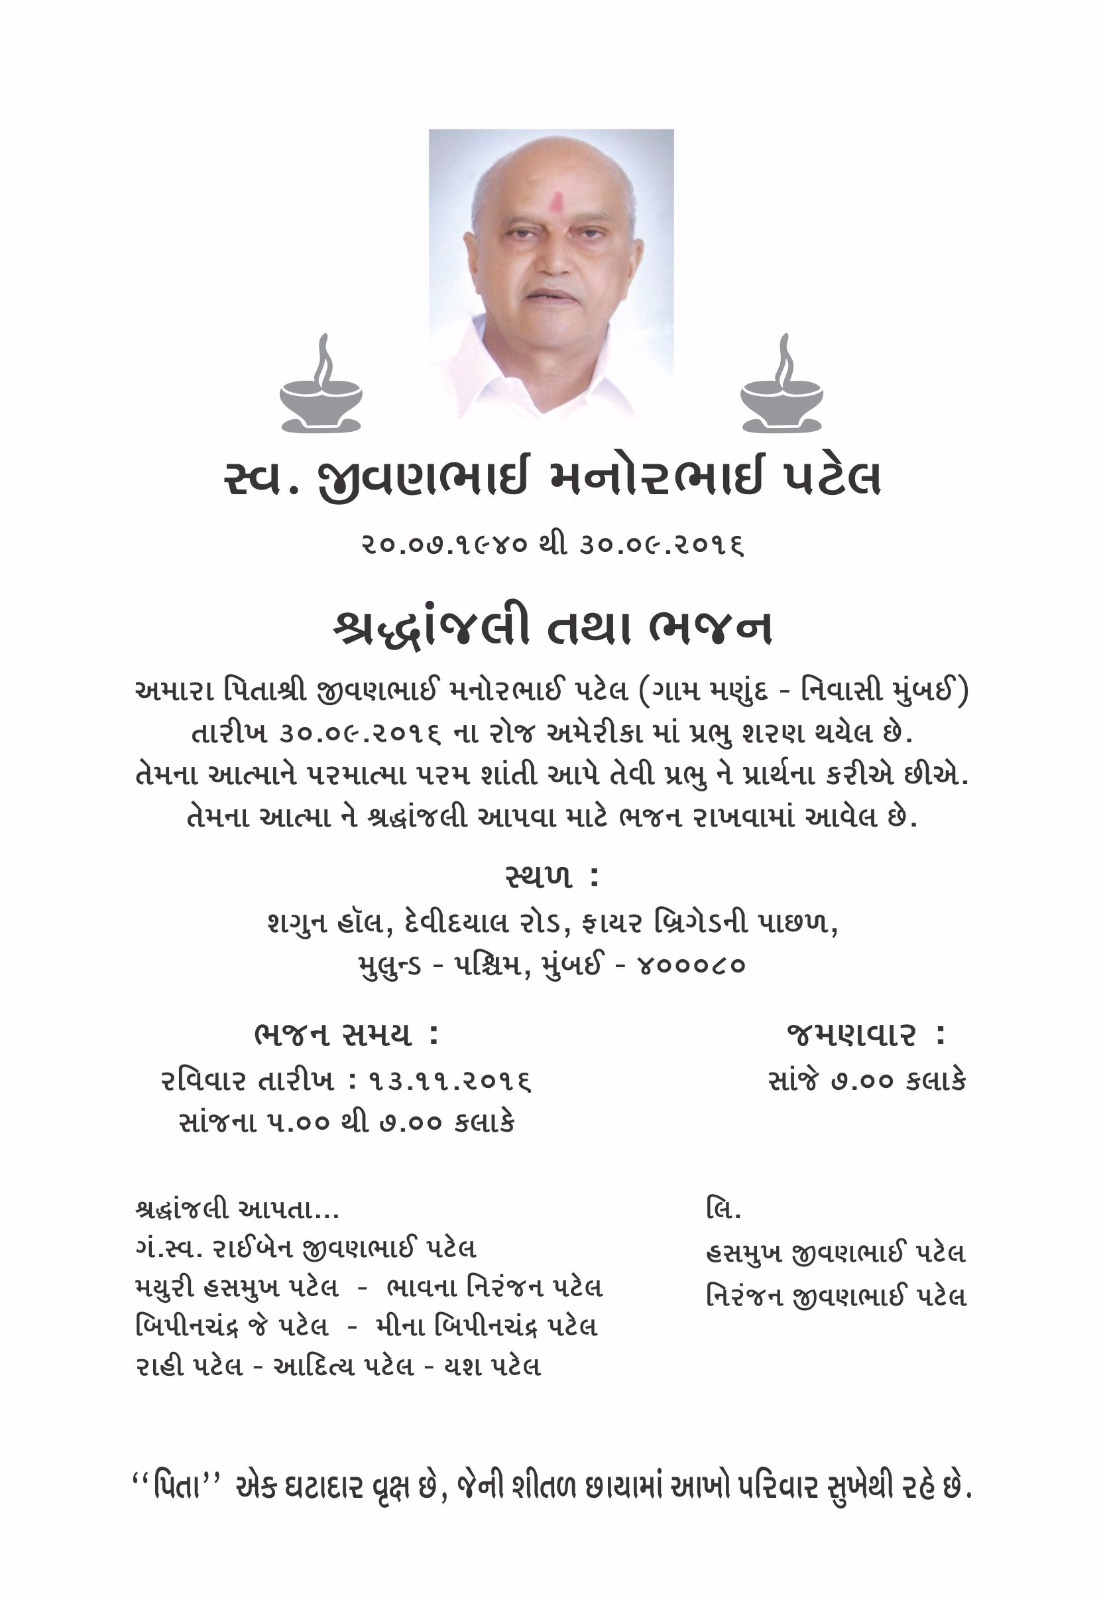 સ્વ. જીવણભાઈ મનોરભાઈ પટેલ
૨૦.૦૭.૧૯૪૦ થી ૩૦.૦૯.૨૦૧૬
શ્રદ્ધાંજલી તથા ભજન
અમારા પિતાશ્રી જીવણભાઈ મનોરભાઈ પટેલ (ગામ મણુંદ - નિવાસી મુંબઈ)
તારીખ ૩૦.૦૯.૨૦૧૬ ના રોજ અમેરીકા માં પ્રભુ શરણ થયેલ છે.
તેમના આત્માને પરમાત્મા પરમ શાંતી આપે તેવી પ્રભુ ને પ્રાર્થના કરીએ છીએ.
તેમના આત્મા ને શ્રદ્ધાંજલી આપવા માટે ભજન રાખવામાં આવેલ છે.
સ્થળ :
શગુન હૉલ, દેવીદયાલ રોડ, ફાયર બ્રિગેડની પાછળ,
મુલુન્ડ - પશ્ચિમ, મુંબઈ - ૪૦૦૦૮૦
ભજન સમય :
રવિવાર તારીખ : ૧૩.૧૧.૨૦૧૬
સાંજના ૫.૦૦ થી ૭.૦૦ કલાકે
જમણવાર :
સાંજે ૭.૦૦ કલાકે
શ્રદ્ધાંજલી આપતા...
ગં.સ્વ. રાઈબેન જીવણભાઈ પટેલ
મયુરી હસમુખ પટેલ - ભાવના નિરંજન પટેલ
બિપીનચંદ્ર જે પટેલ - મીના બિપીનચંદ્ર પટેલ
રાહી પટેલ - આદિત્ય પટેલ - યશ પટેલ
લિ.
હસમુખ જીવણભાઈ પટેલ
નિરંજન જીવણભાઈ પટેલ
‘‘પિતા’’ એક ઘટાદાર વૃક્ષ છે, જેની શીતળ છાયામાં આખો પરિવાર સુખેથી રહે છે.